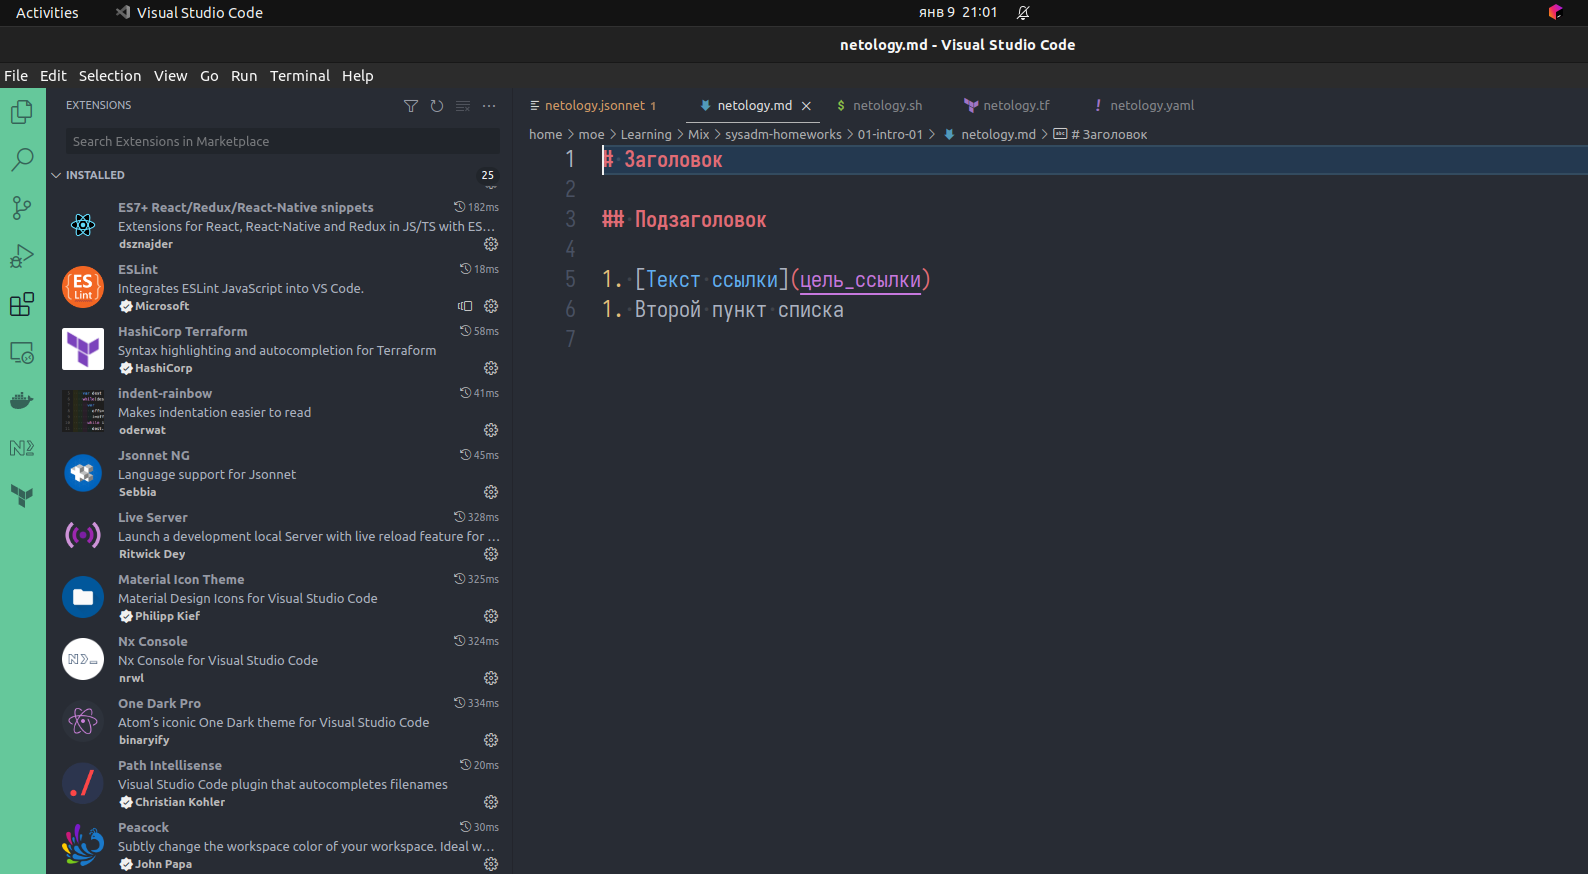 Activities Visual Studio Code янв 9 21:01
netology.md - Visual Studio Code
File Edit Selection View Go Run Terminal Help
EXTENSIONS
Search Extensions in Marketplace
INSTALLED 25
ES7+ React/Redux/React-Native snippets 182ms
Extensions for React, React-Native and Redux in JS/TS with ES...
dsznajder
ESLint 18ms
Integrates ESLint JavaScript into VS Code.
Microsoft
HashiCorp Terraform 58ms
Syntax highlighting and autocompletion for Terraform
HashiCorp
indent-rainbow 41ms
Makes indentation easier to read
oderwat
Jsonnet NG 45ms
Language support for Jsonnet
Sebbia
Live Server 328ms
Launch a development local Server with live reload feature for ...
Ritwick Dey
Material Icon Theme 325ms
Material Design Icons for Visual Studio Code
Philipp Kief
Nx Console 324ms
Nx Console for Visual Studio Code
nrwl
One Dark Pro 334ms
Atom's iconic One Dark theme for Visual Studio Code
binaryify
Path Intellisense 20ms
Visual Studio Code plugin that autocompletes filenames
Christian Kohler
Peacock 30ms
Subtly change the workspace color of your workspace. Ideal w...
John Papa
netology.jsonnet 1 netology.md netology.sh netology.tf netology.yaml
home > moe > Learning > Mix > sysadm-homeworks > 01-intro-01 > netology.md > # Заголовок
1 # Заголовок
2
3 ## Подзаголовок
4
5 1. [Текст ссылки](цель_ссылки)
6 1. Второй пункт списка
7